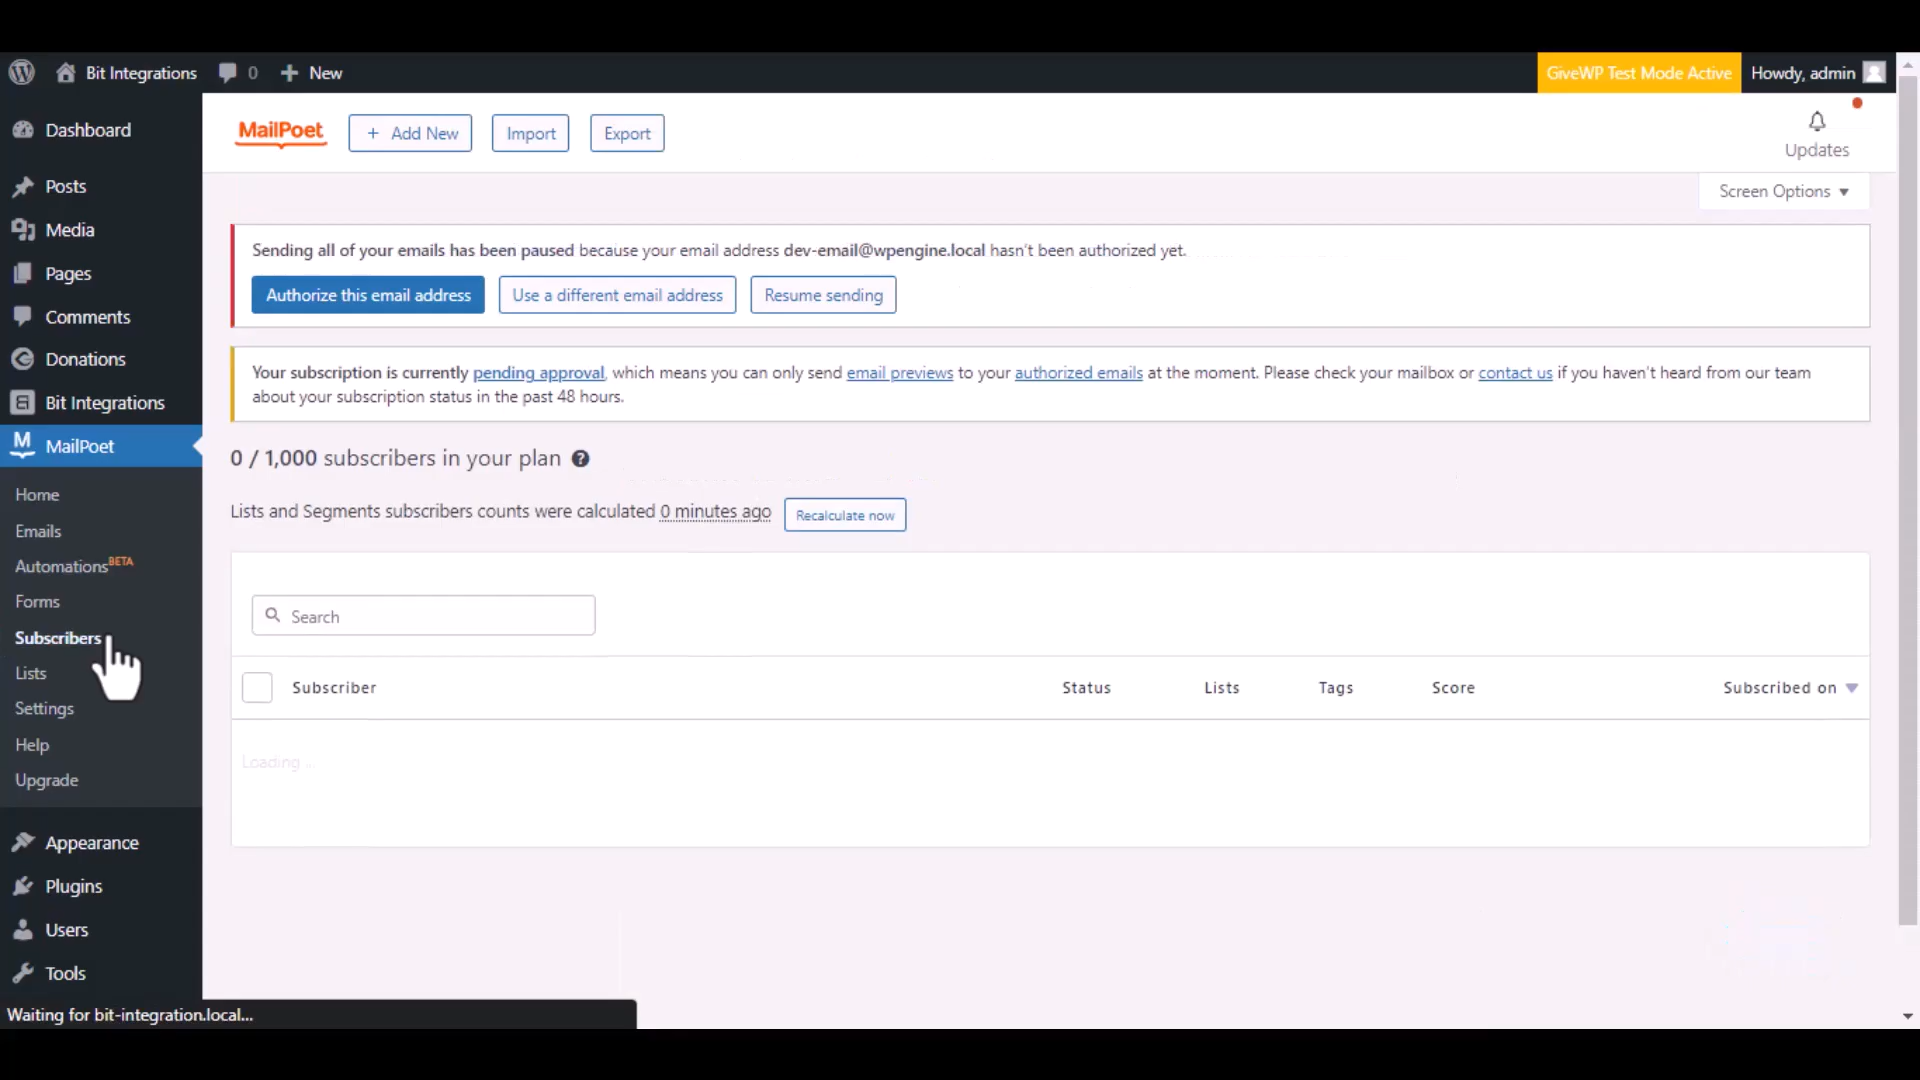 Bit Integrations
0
New
GiveWP Test Mode Active
Howdy, admin
Dashboard
Posts
Media
Pages
Comments
Donations
Bit Integrations
MailPoet
Home
Emails
Automations BETA
Forms
Subscribers
Lists
Settings
Help
Upgrade
Appearance
Plugins
Users
Tools
Waiting for bit-integration.local...
MailPoet
+ Add New
Import
Export
Updates
Screen Options
Sending all of your emails has been paused because your email address dev-email@wpengine.local hasn't been authorized yet.
Authorize this email address
Use a different email address
Resume sending
Your subscription is currently pending approval, which means you can only send email previews to your authorized emails at the moment. Please check your mailbox or contact us if you haven't heard from our team
about your subscription status in the past 48 hours.
0 / 1,000 subscribers in your plan
Lists and Segments subscribers counts were calculated 0 minutes ago
Recalculate now
Search
Subscriber
Status
Lists
Tags
Score
Subscribed on
Loading ...